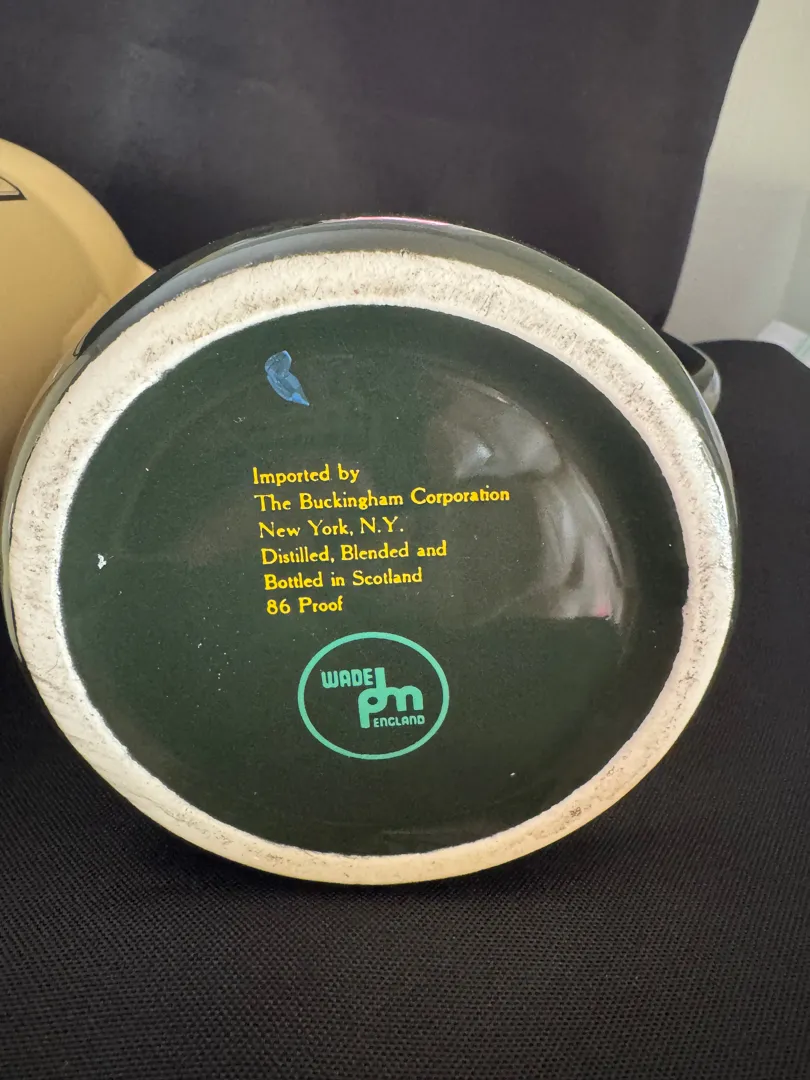 Imported by
The Buckingham Corporation
New York, N.Y.
Distilled, Blended and
Bottled in Scotland
86 Proof
WADE
pdm
ENGLAND